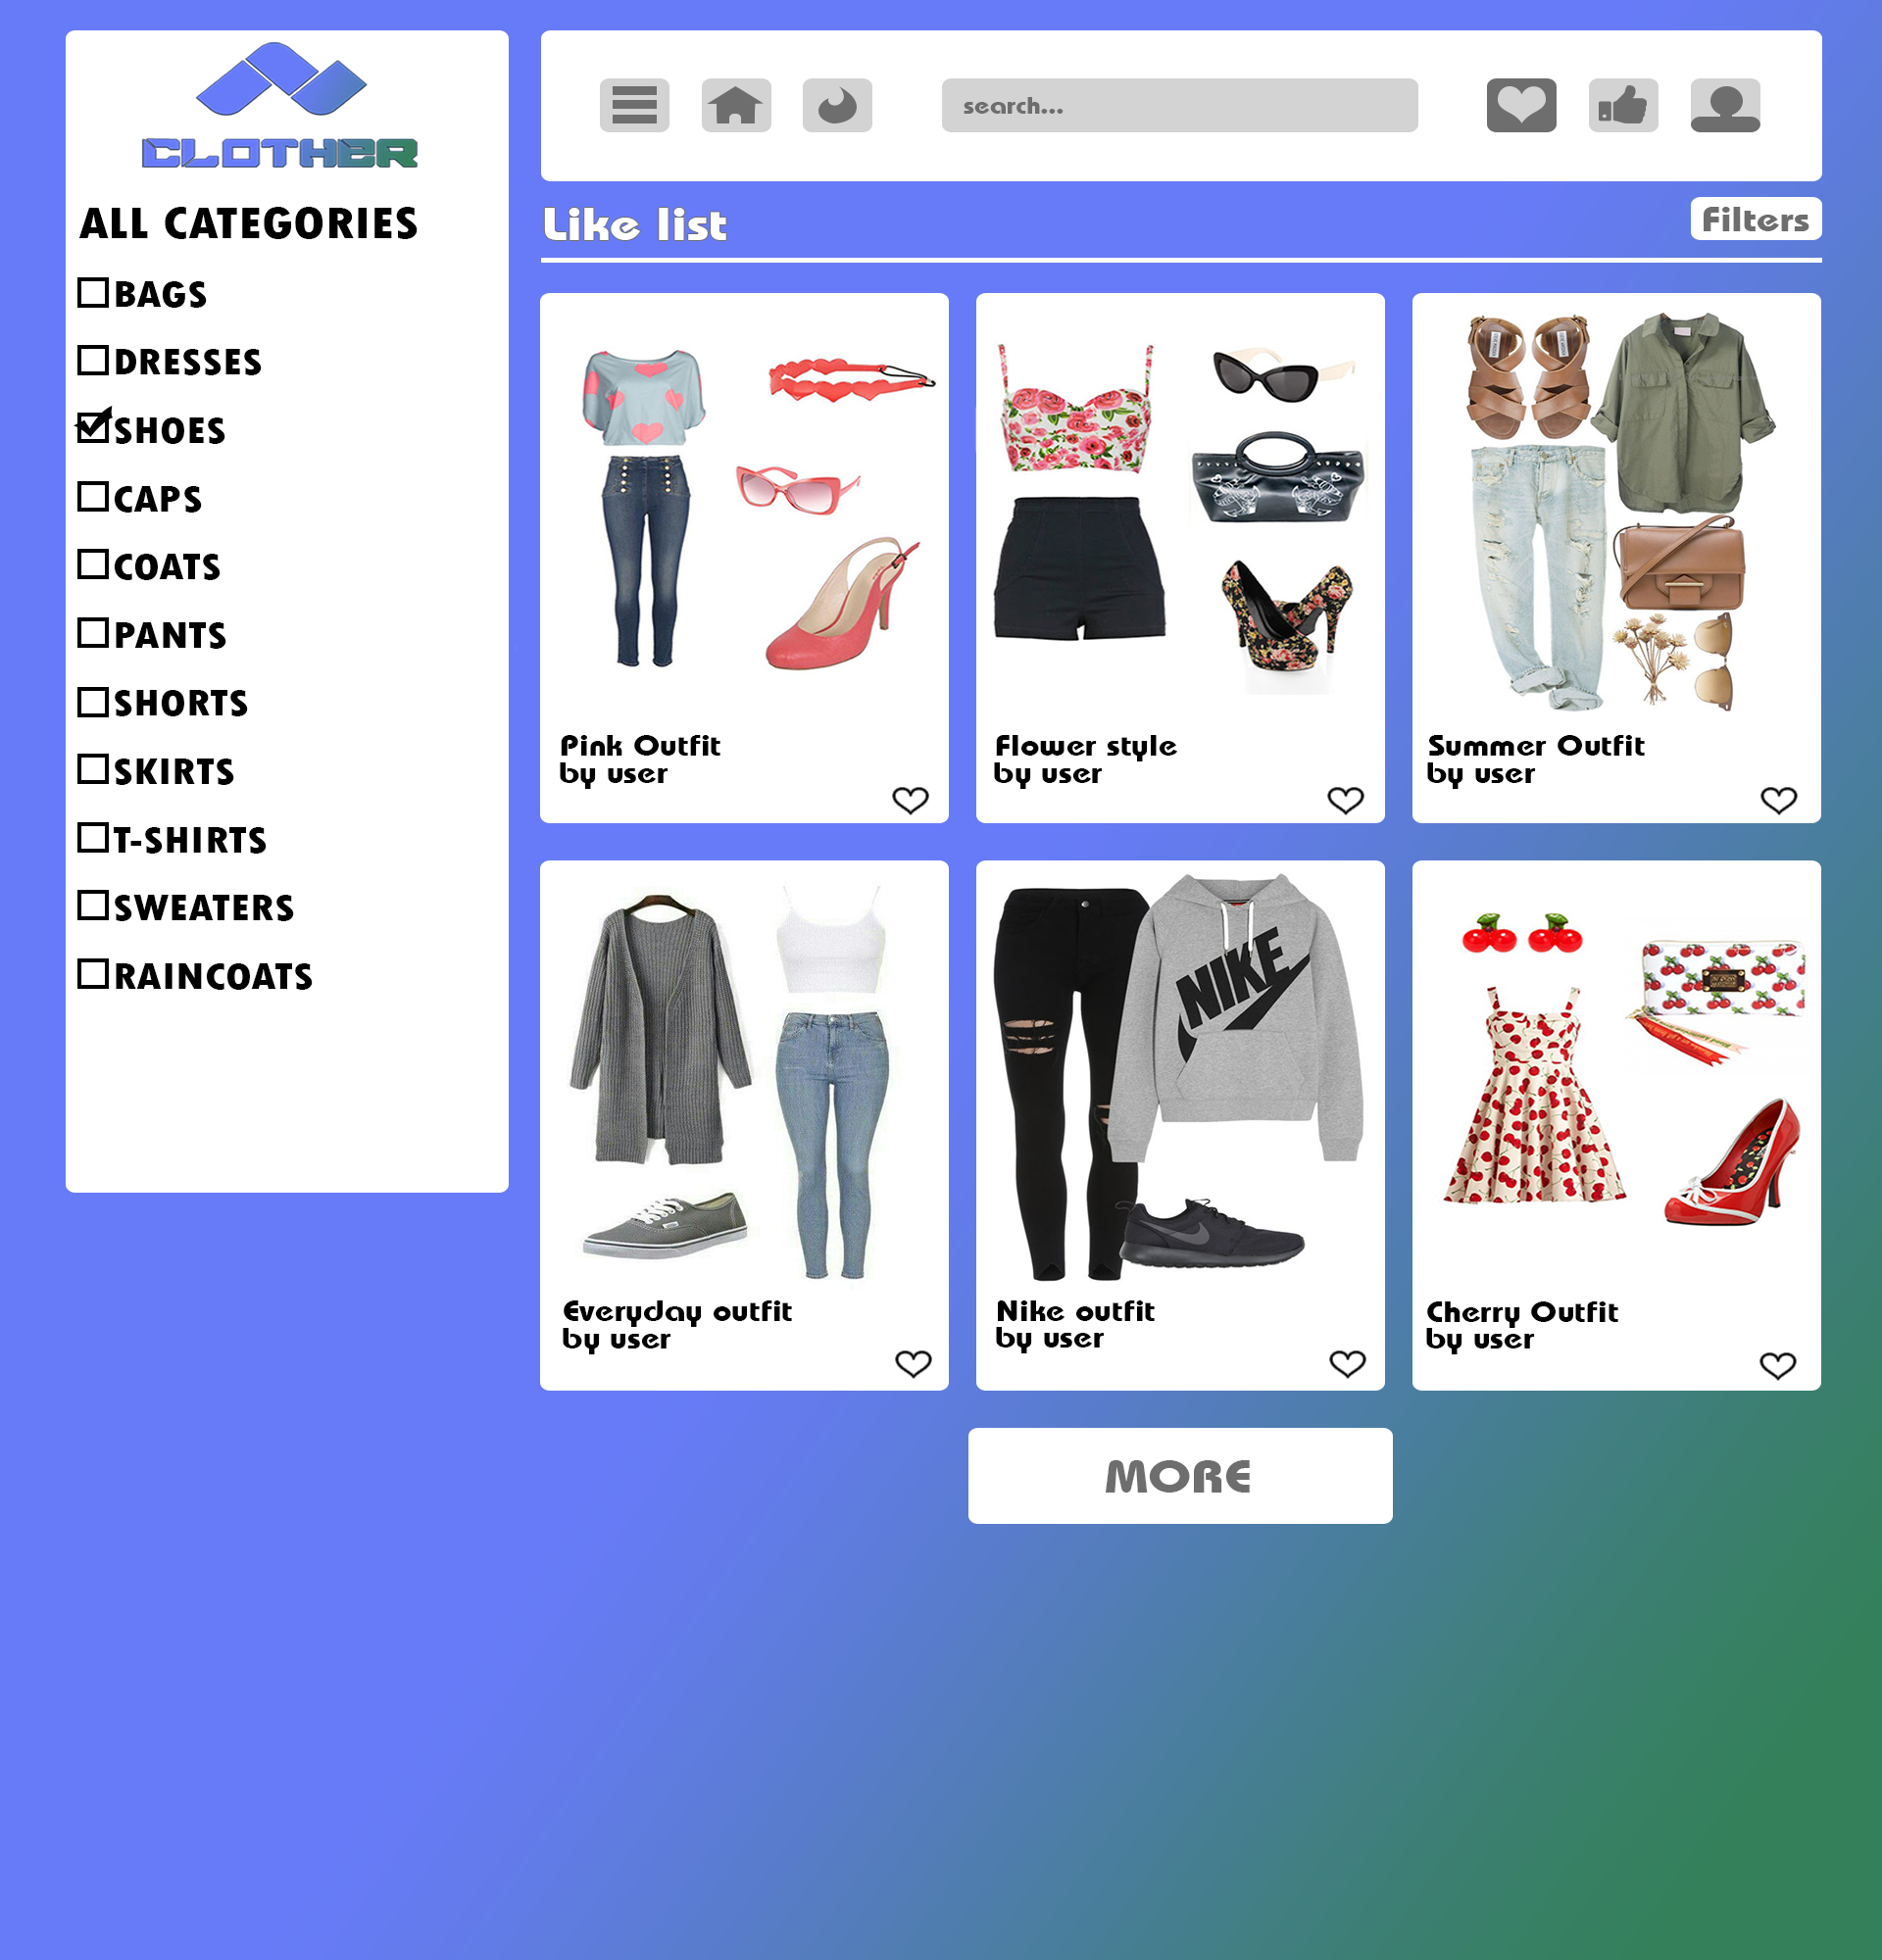 CLOTHER
ALL CATEGORIES
BAGS
DRESSES
SHOES
CAPS
COATS
PANTS
SHORTS
SKIRTS
T-SHIRTS
SWEATERS
RAINCOATS
search...
Like list
Filters
Pink Outfit
by user
Flower style
by user
Summer Outfit
by user
NIKE
Everyday outfit
by user
Nike outfit
by user
Cherry Outfit
by user
MORE